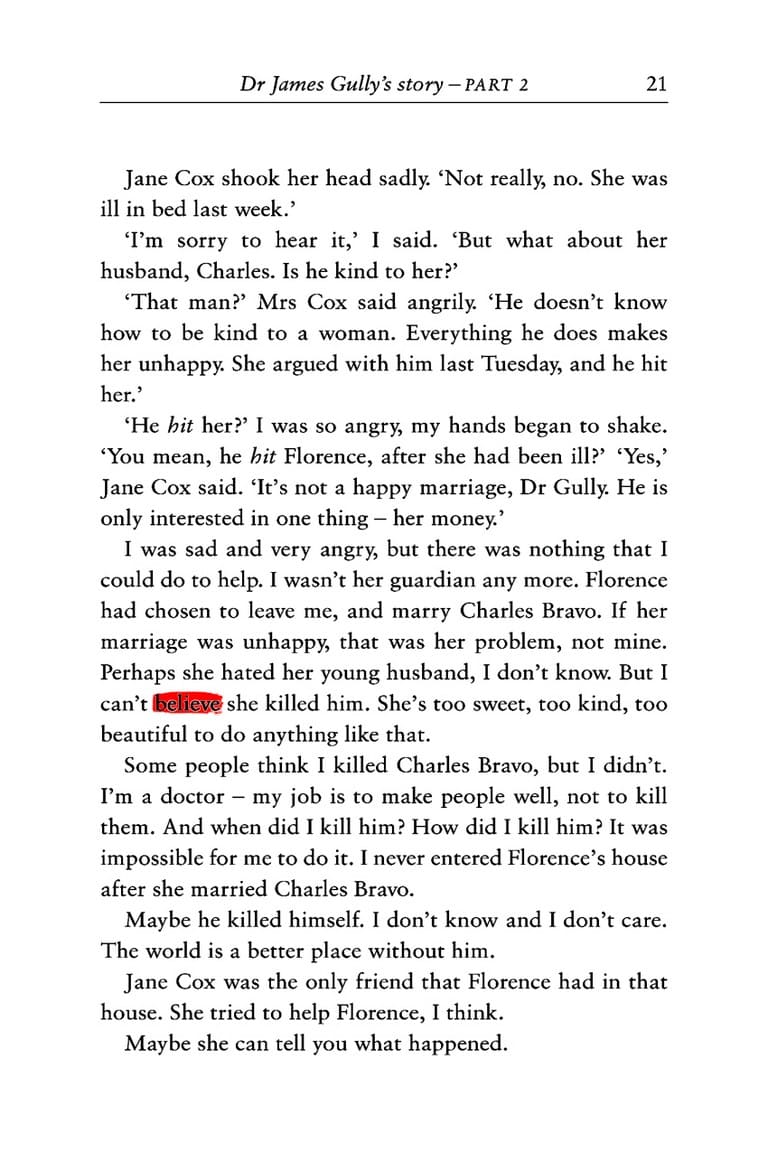 Dr James Gully's story – PART 2 21
Jane Cox shook her head sadly. ‘Not really, no. She was
ill in bed last week.’
‘I'm sorry to hear it,’ I said. ‘But what about her
husband, Charles. Is he kind to her?’
‘That man?’ Mrs Cox said angrily. ‘He doesn't know
how to be kind to a woman. Everything he does makes
her unhappy. She argued with him last Tuesday, and he hit
her.’
‘He hit her?’ I was so angry, my hands began to shake.
‘You mean, he hit Florence, after she had been ill?’ ‘Yes,’
Jane Cox said. ‘It's not a happy marriage, Dr Gully. He is
only interested in one thing – her money.’
I was sad and very angry, but there was nothing that I
could do to help. I wasn't her guardian any more. Florence
had chosen to leave me, and marry Charles Bravo. If her
marriage was unhappy, that was her problem, not mine.
Perhaps she hated her young husband, I don't know. But I
can't believe she killed him. She's too sweet, too kind, too
beautiful to do anything like that.
Some people think I killed Charles Bravo, but I didn't.
I'm a doctor – my job is to make people well, not to kill
them. And when did I kill him? How did I kill him? It was
impossible for me to do it. I never entered Florence's house
after she married Charles Bravo.
Maybe he killed himself. I don't know and I don't care.
The world is a better place without him.
Jane Cox was the only friend that Florence had in that
house. She tried to help Florence, I think.
Maybe she can tell you what happened.